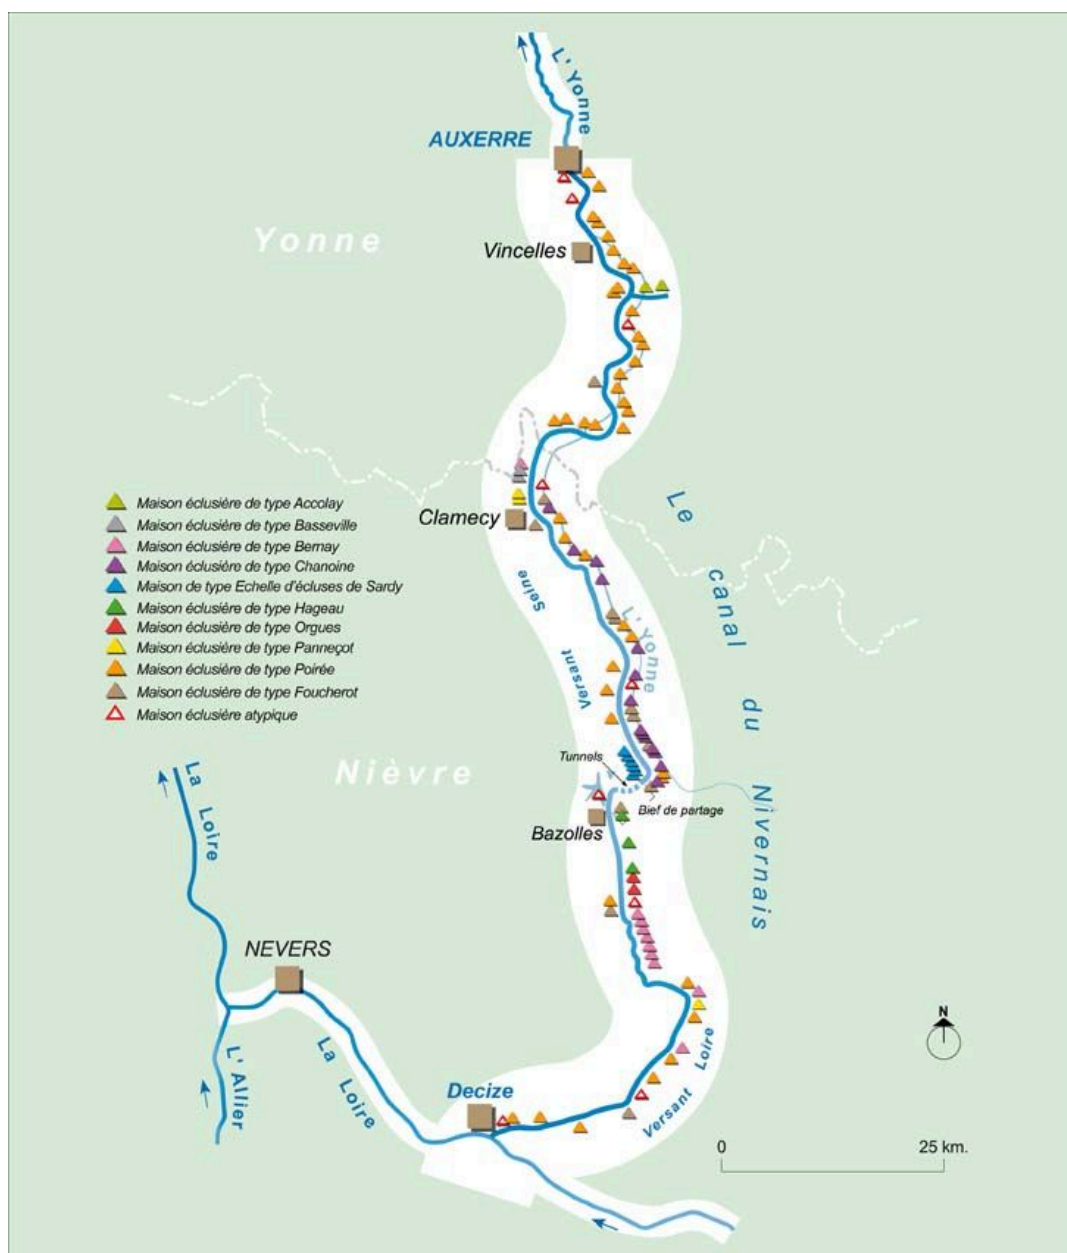 L'Yonne
AUXERRE
Yonne
Vincelles
Maison éclusière de type Accolay
Maison éclusière de type Basseville
Maison éclusière de type Bernay
Maison éclusière de type Chanoine
Maison de type Echelle d'écluses de Sardy
Maison éclusière de type Hageau
Maison éclusière de type Orgues
Maison éclusière de type Panneçot
Maison éclusière de type Poirée
Maison éclusière de type Foucherot
Maison éclusière atypique
Clamecy
Le canal du Nivernais
Versant Seine
L'Yonne
Tunnels
Nièvre
Bief de partage
Bazolles
La Loire
NEVERS
L'Allier
La Loire
Decize
Versant Loire
N
0 25 km.